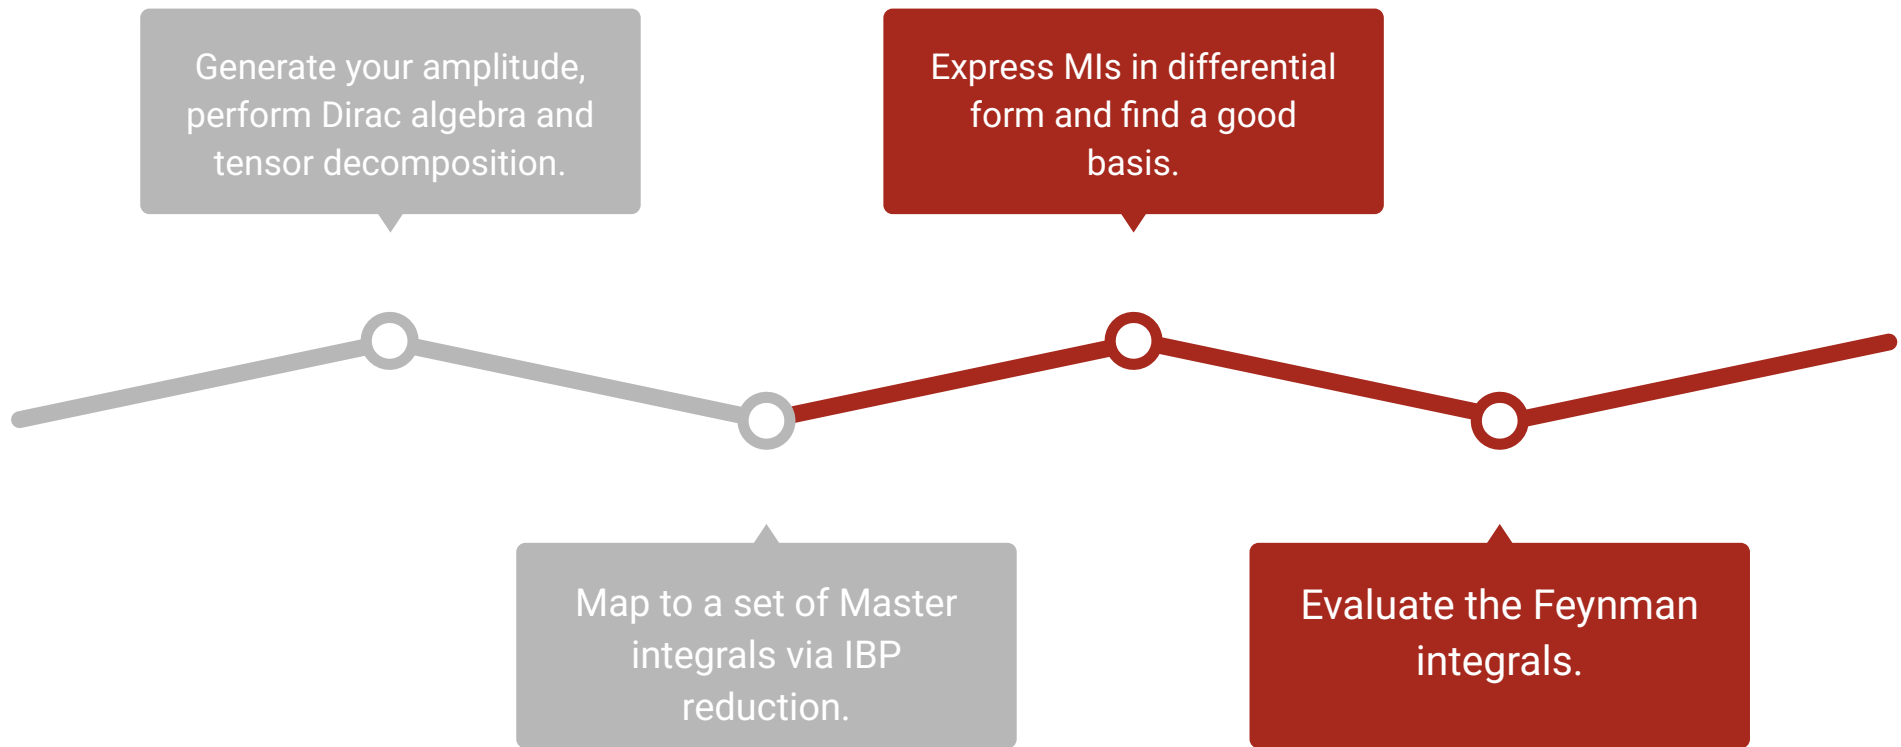 Generate your amplitude,
perform Dirac algebra and
tensor decomposition.
Map to a set of Master
integrals via IBP
reduction.
Express MIs in differential
form and find a good
basis.
Evaluate the Feynman
integrals.